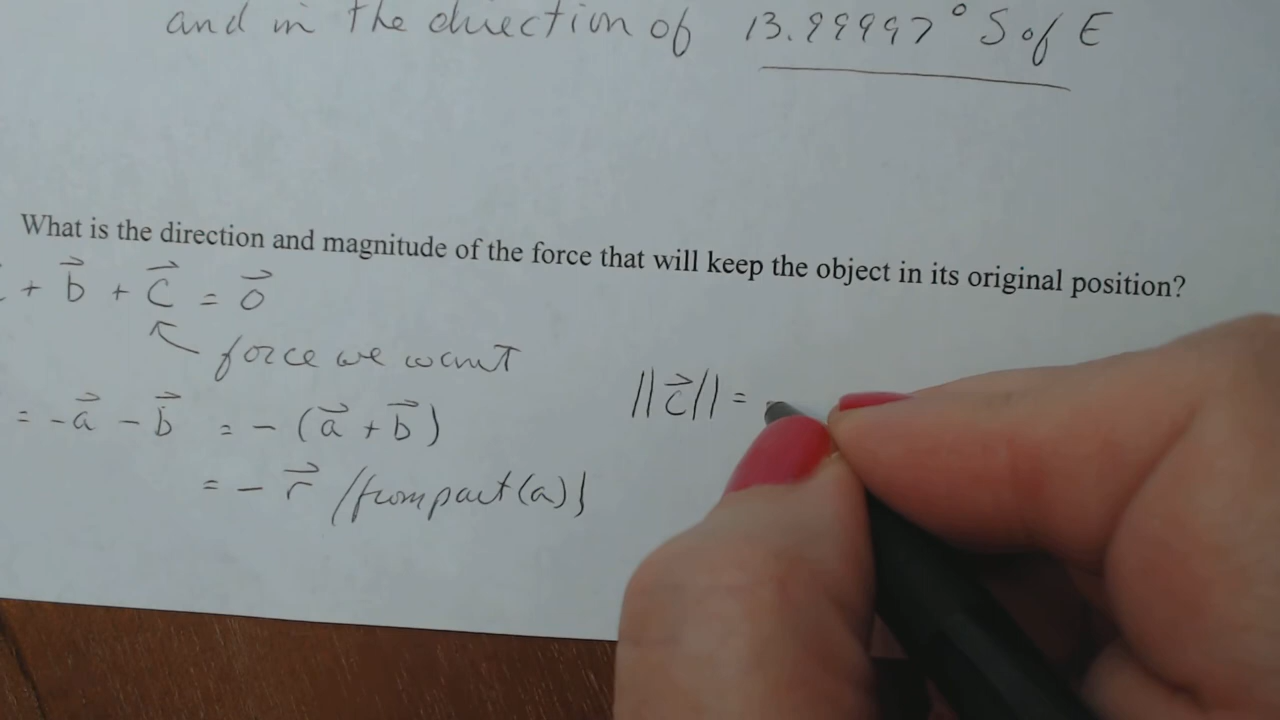 and in the direction of 13.99997° S of E
What is the direction and magnitude of the force that will keep the object in its original position?
+ b⃗ + c⃗ = 0⃗
force we want
= -a⃗ - b⃗ = - (a⃗ + b⃗)
||c⃗|| =
= - r⃗ (from part (a))